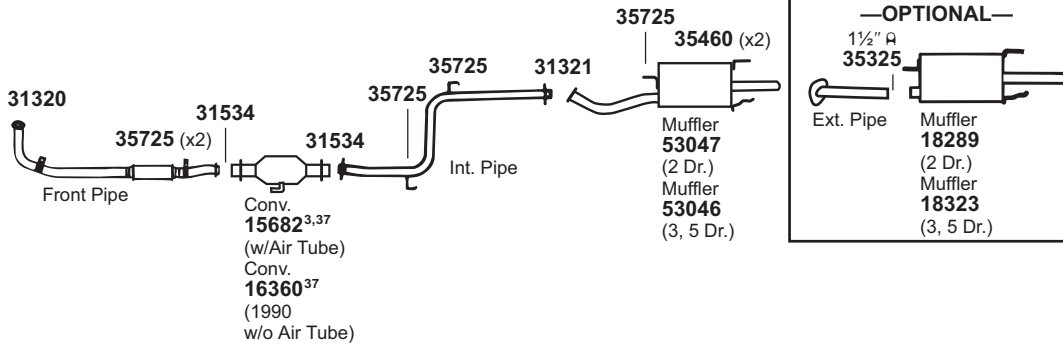 31320
Front Pipe
35725 (x2)
31534
Conv.
15682³,³⁷
(w/Air Tube)
Conv.
16360³⁷
(1990
w/o Air Tube)
31534
35725
35725
Int. Pipe
31321
35725
35460 (x2)
Muffler
53047
(2 Dr.)
Muffler
53046
(3, 5 Dr.)
—OPTIONAL—
1½″
35325
Ext. Pipe
Muffler
18289
(2 Dr.)
Muffler
18323
(3, 5 Dr.)